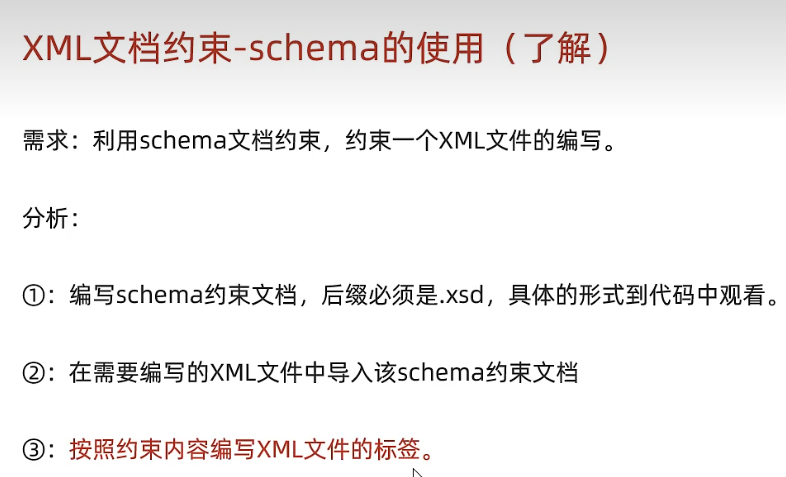 XML文档约束-schema的使用（了解）
需求：利用schema文档约束，约束一个XML文件的编写。
分析：
①：编写schema约束文档，后缀必须是.xsd，具体的形式到代码中观看。
②：在需要编写的XML文件中导入该schema约束文档
③：按照约束内容编写XML文件的标签。